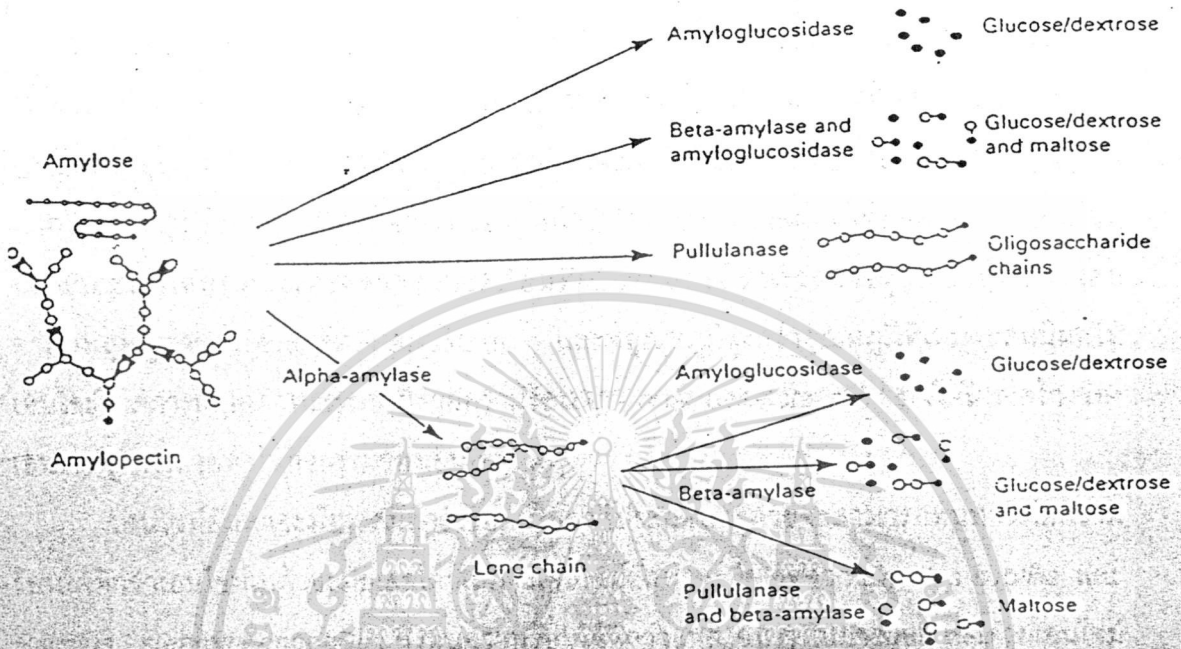 Amyloglucosidase
Glucose/dextrose
Beta-amylase and
amyloglucosidase
Glucose/dextrose
and maltose
Amylose
Pullulanase
Oligosaccharide
chains
Alpha-amylase
Amyloglucosidase
Glucose/dextrose
Amylopectin
Beta-amylase
Glucose/dextrose
and maltose
Long chain
Pullulanase
and beta-amylase
Maltose